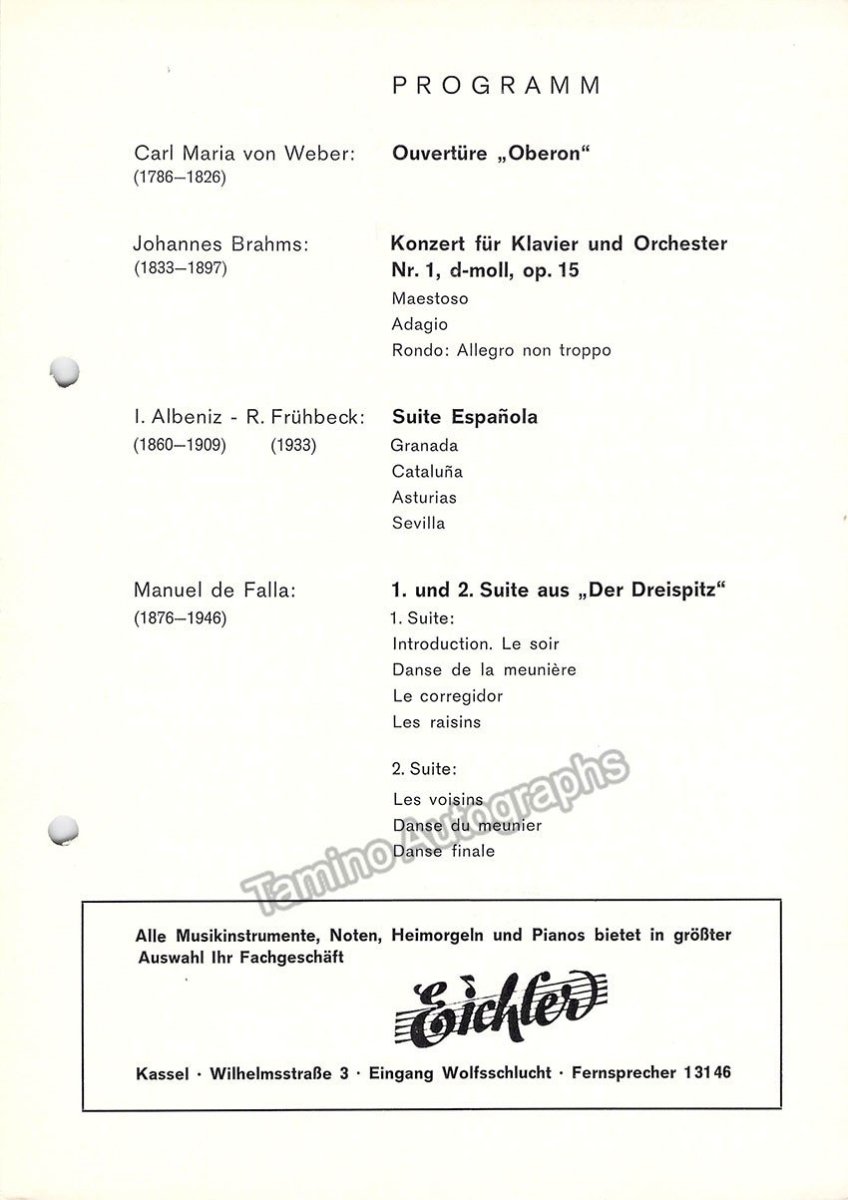 PROGRAMM
Carl Maria von Weber: Ouvertüre „Oberon“
(1786—1826)
Johannes Brahms: Konzert für Klavier und Orchester
(1833—1897) Nr. 1, d-moll, op. 15
Maestoso
Adagio
Rondo: Allegro non troppo
I. Albeniz - R. Frühbeck: Suite Española
(1860—1909) (1933) Granada
Cataluña
Asturias
Sevilla
Manuel de Falla: 1. und 2. Suite aus „Der Dreispitz“
(1876—1946) 1. Suite:
Introduction. Le soir
Danse de la meunière
Le corregidor
Les raisins
2. Suite:
Les voisins
Danse du meunier
Danse finale
Tamino Autographs
Alle Musikinstrumente, Noten, Heimorgeln und Pianos bietet in größter
Auswahl Ihr Fachgeschäft
Eichler
Kassel · Wilhelmsstraße 3 · Eingang Wolfsschlucht · Fernsprecher 13146